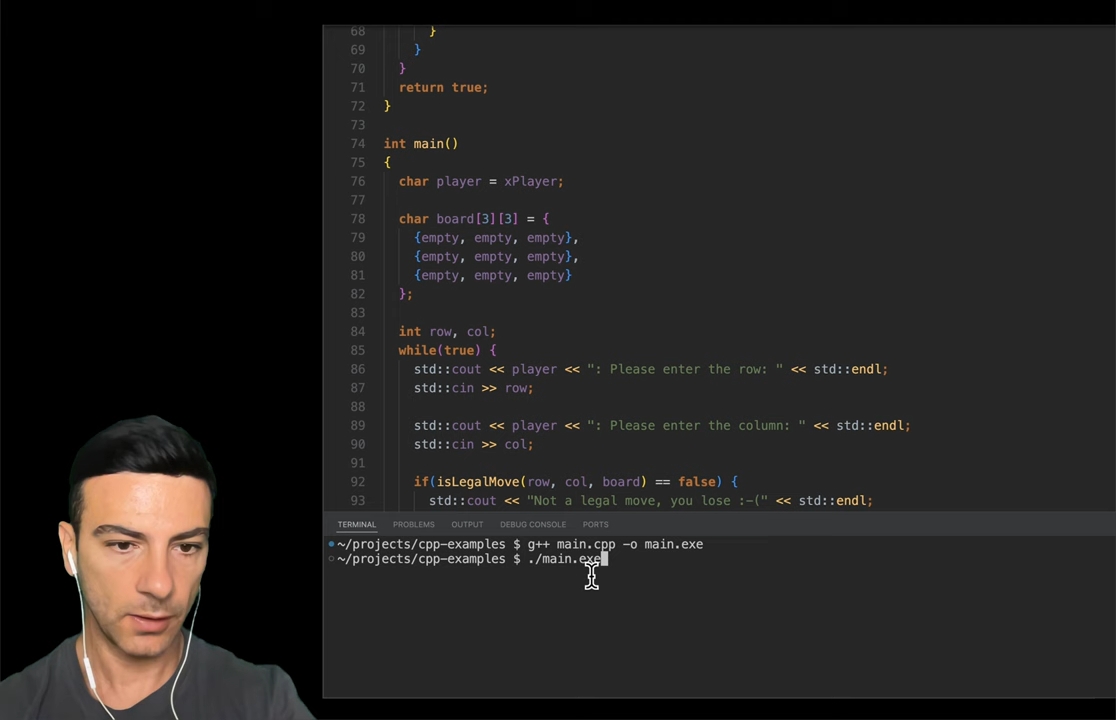 68 }
69 }
70 }
71 return true;
72 }
73
74 int main()
75 {
76 char player = xPlayer;
77
78 char board[3][3] = {
79 {empty, empty, empty},
80 {empty, empty, empty},
81 {empty, empty, empty}
82 };
83
84 int row, col;
85 while(true) {
86 std::cout << player << ": Please enter the row: " << std::endl;
87 std::cin >> row;
88
89 std::cout << player << ": Please enter the column: " << std::endl;
90 std::cin >> col;
91
92 if(isLegalMove(row, col, board) == false) {
93 std::cout << "Not a legal move, you lose :-(" << std::endl;
TERMINAL PROBLEMS OUTPUT DEBUG CONSOLE PORTS
~/projects/cpp-examples $ g++ main.cpp -o main.exe
~/projects/cpp-examples $ ./main.exe